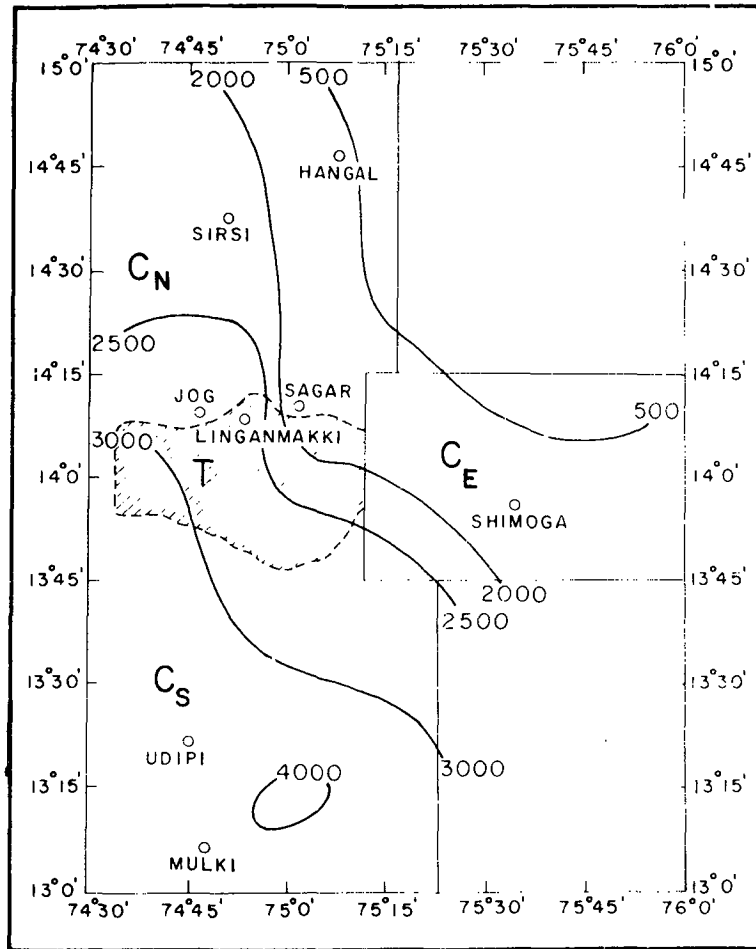 74°30' 74°45' 75°0' 75°15' 75°30' 75°45' 76°0'
15°0' 2000 500 15°0'
14°45' HANGAL 14°45'
SIRSI
14°30' C_N 14°30'
2500
14°15' 14°15'
JOG SAGAR 500
3000 LINGANMAKKI
14°0' T C_E 14°0'
SHIMOGA
13°45' 2000 13°45'
2500
13°30' C_S 13°30'
UDIPI
4000 3000
13°15' 13°15'
MULKI
13°0' 13°0'
74°30' 74°45' 75°0' 75°30' 75°45' 76°0'